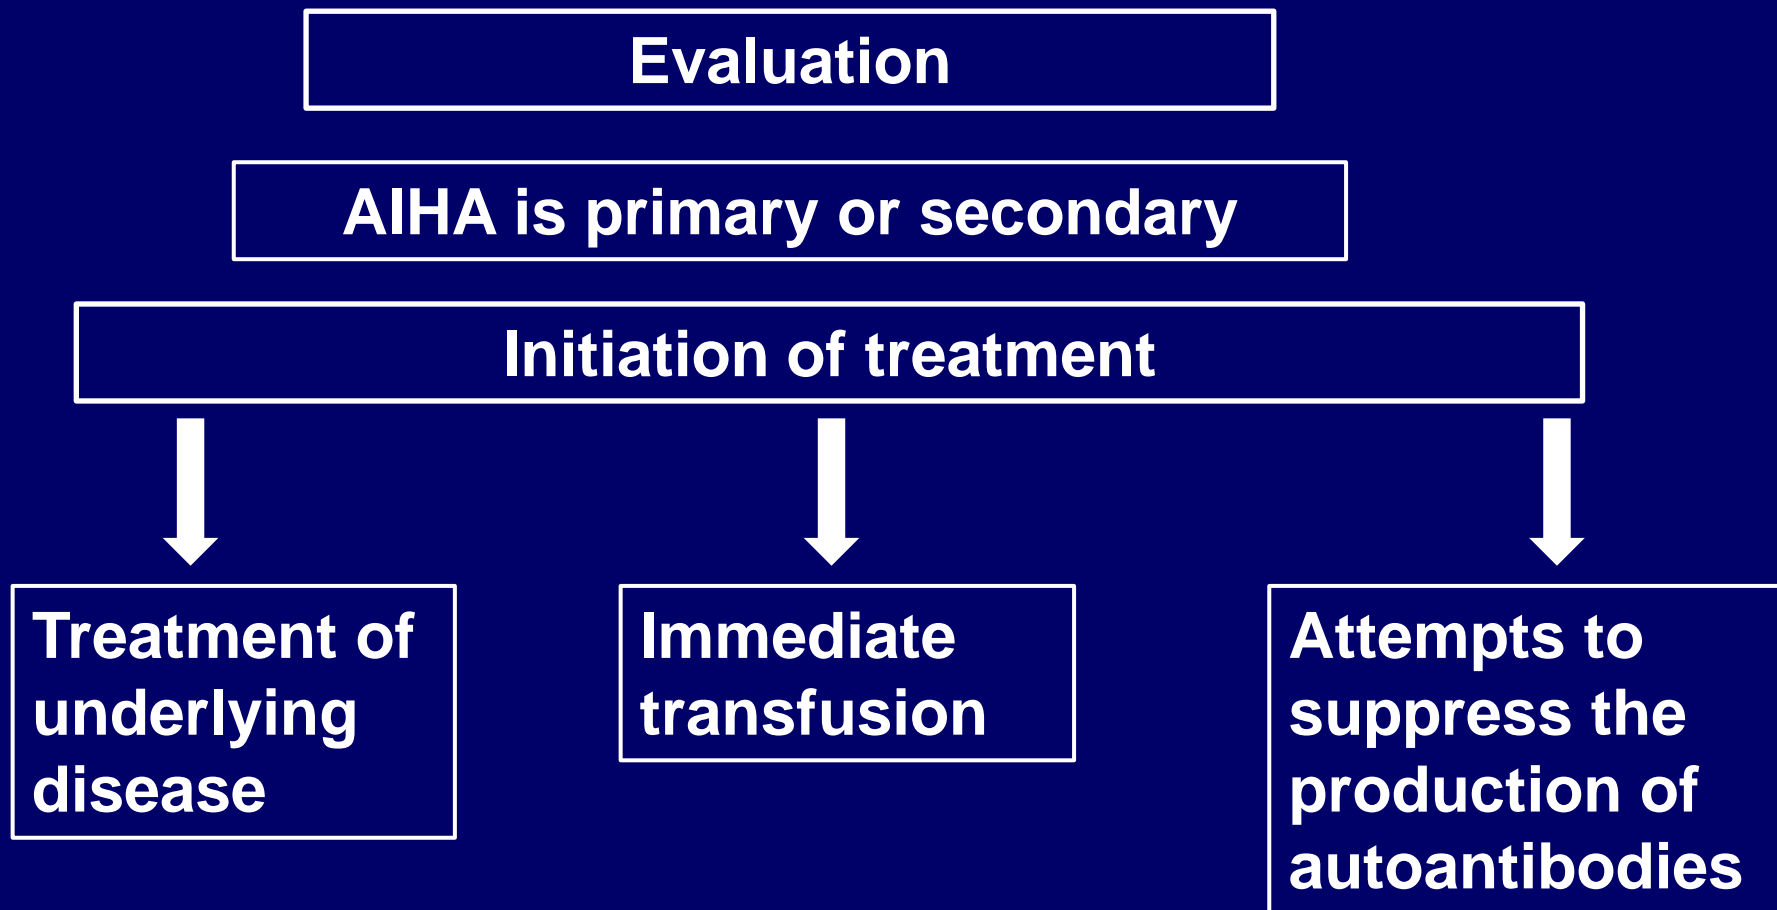 Evaluation
AIHA is primary or secondary
Initiation of treatment
Treatment of
underlying
disease
Immediate
transfusion
Attempts to
suppress the
production of
autoantibodies